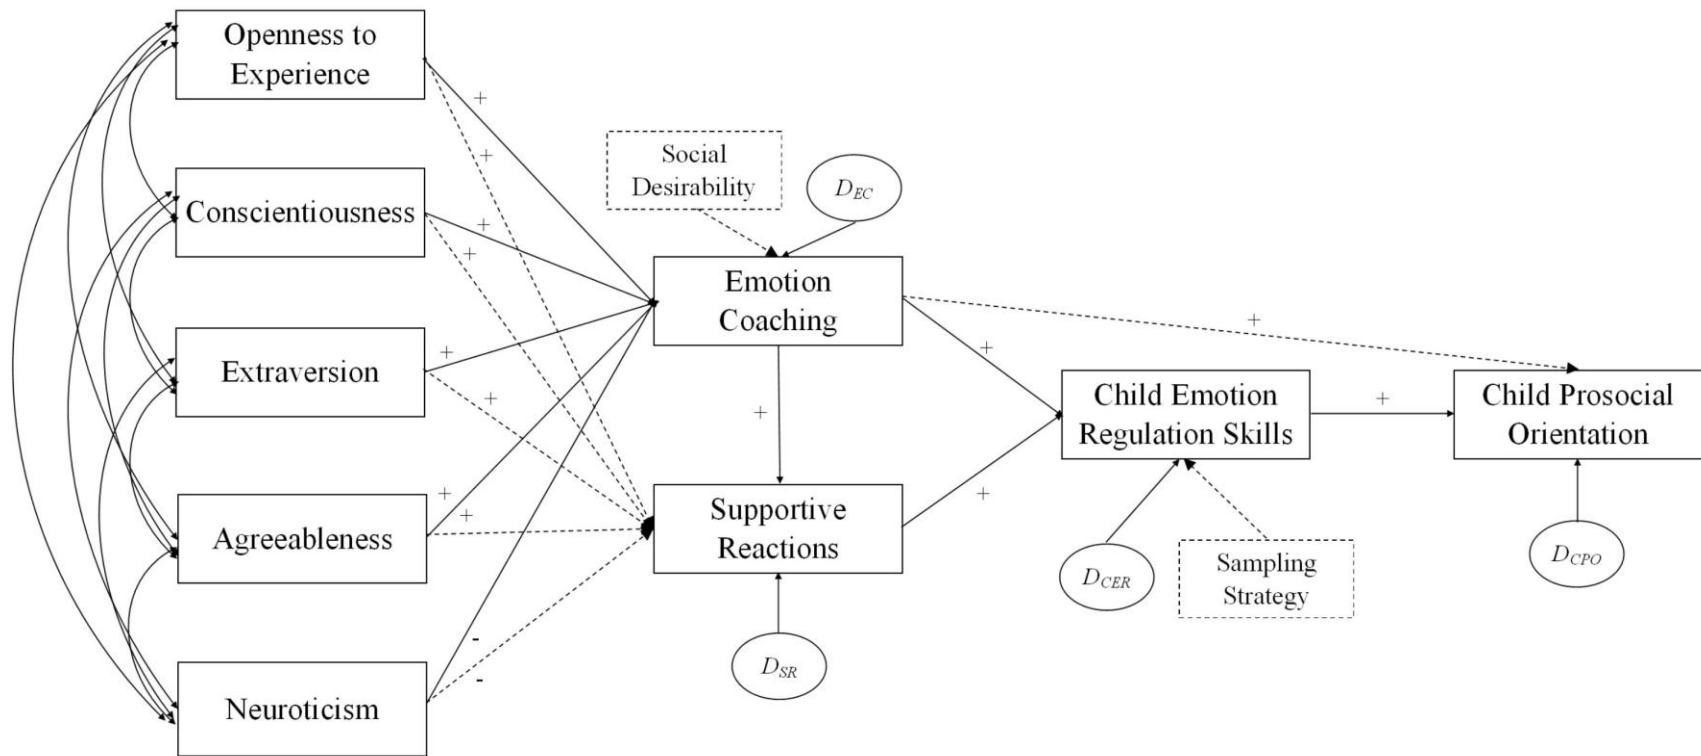 Openness to
Experience
Conscientiousness
Extraversion
Agreeableness
Neuroticism
+
+
+
+
+
+
+
+
-
-
Social
Desirability
D_EC
Emotion
Coaching
+
Supportive
Reactions
D_SR
+
+
+
Child Emotion
Regulation Skills
D_CER
Sampling
Strategy
+
Child Prosocial
Orientation
D_CPO